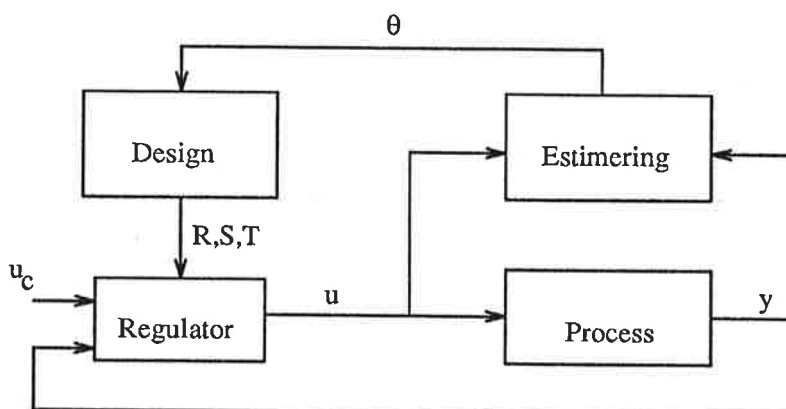 θ
Design
Estimering
R,S,T
u_c
u
y
Regulator
Process